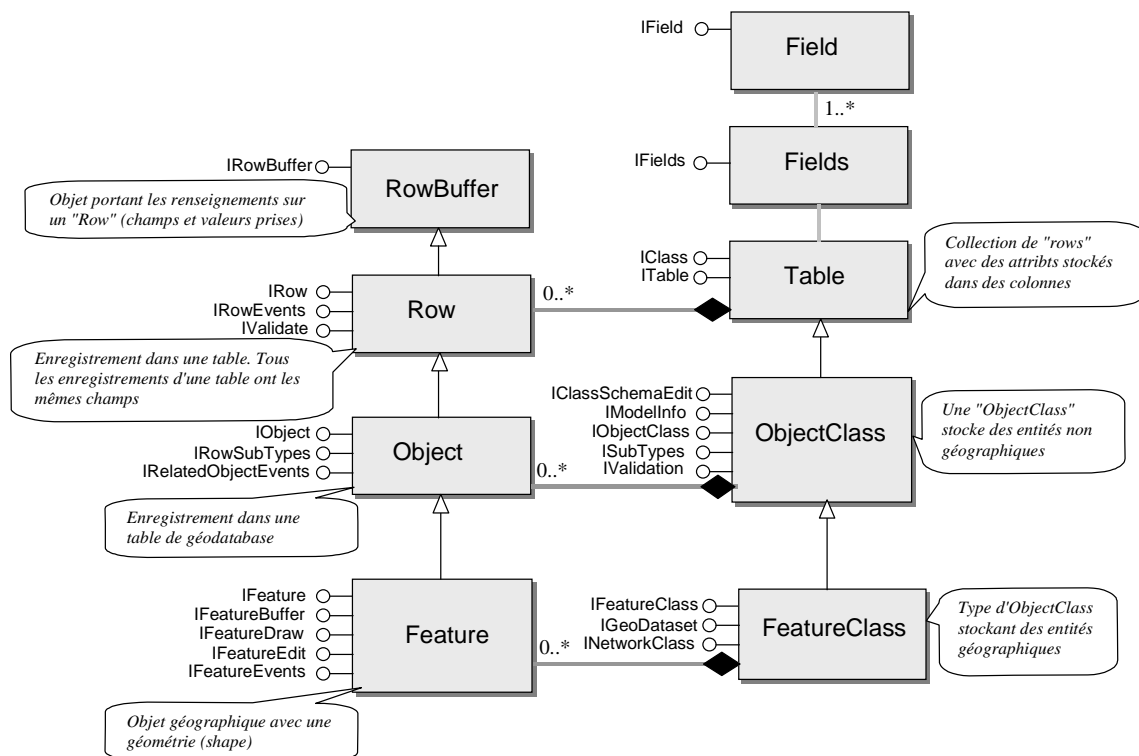 IField
Field
1..*
IFields
Fields
IRowBuffer
RowBuffer
Objet portant les renseignements sur
un "Row" (champs et valeurs prises)
IClass
ITable
Table
Collection de "rows"
avec des attribts stockés
dans des colonnes
IRow
IRowEvents
IValidate
Row
0..*
Enregistrement dans une table. Tous
les enregistrements d'une table ont les
mêmes champs
IClassSchemaEdit
IModelInfo
IObjectClass
ISubTypes
IValidation
ObjectClass
Une "ObjectClass"
stocke des entités non
géographiques
IObject
IRowSubTypes
IRelatedObjectEvents
Object
0..*
Enregistrement dans une
table de géodatabase
IFeature
IFeatureBuffer
IFeatureDraw
IFeatureEdit
IFeatureEvents
Feature
0..*
IFeatureClass
IGeoDataset
INetworkClass
FeatureClass
Type d'ObjectClass
stockant des entités
géographiques
Objet géographique avec une
géométrie (shape)